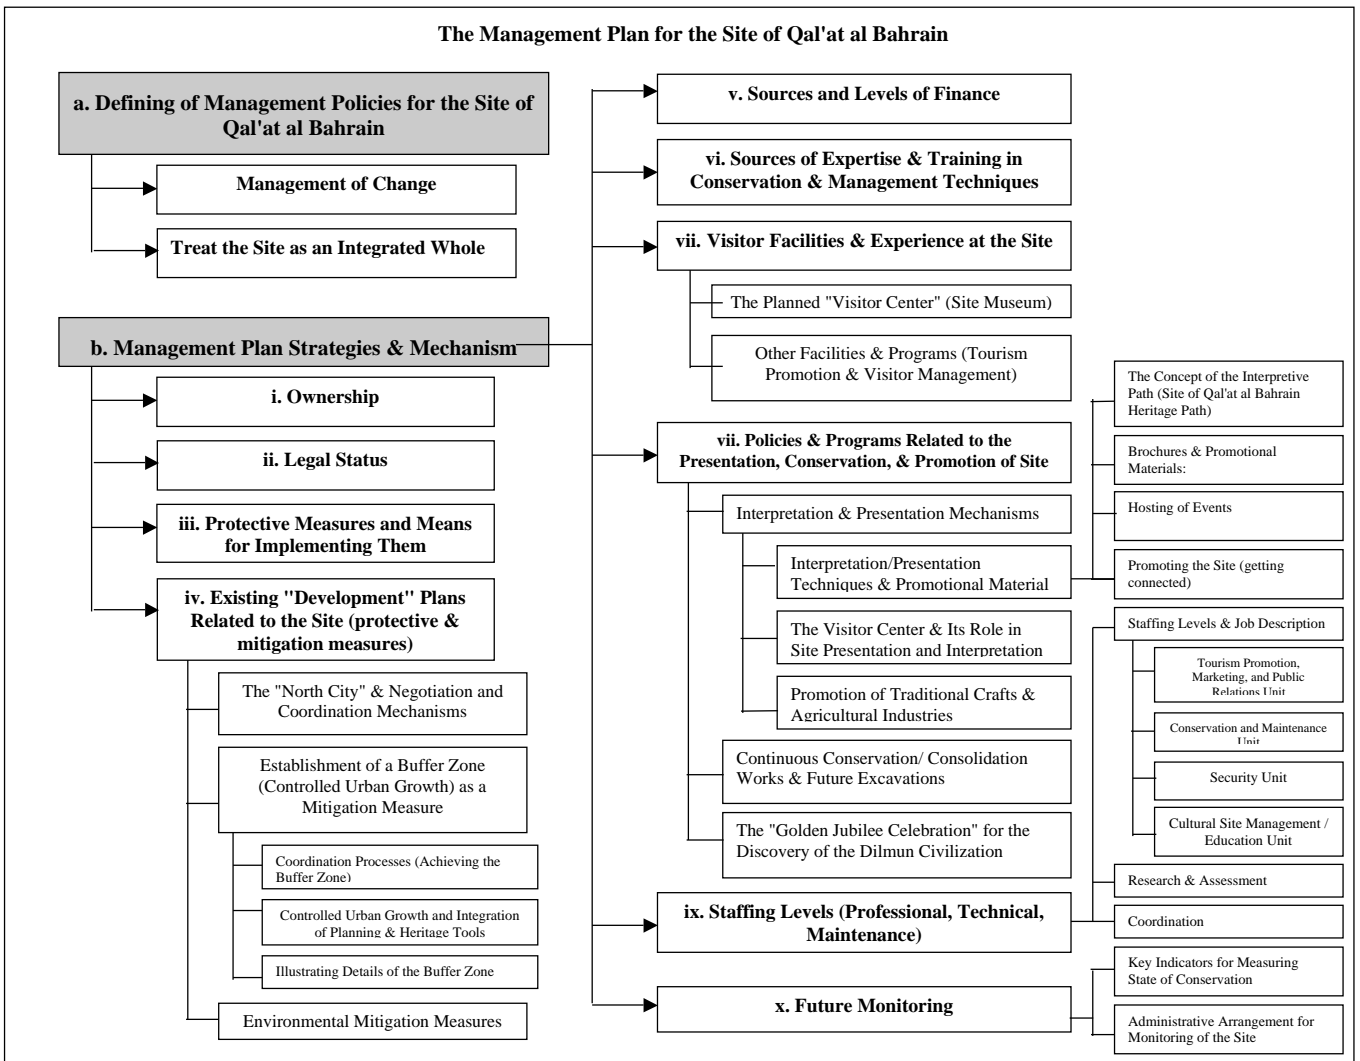 The Management Plan for the Site of Qal'at al Bahrain
a. Defining of Management Policies for the Site of
Qal'at al Bahrain
Management of Change
Treat the Site as an Integrated Whole
b. Management Plan Strategies & Mechanism
i. Ownership
ii. Legal Status
iii. Protective Measures and Means
for Implementing Them
iv. Existing "Development" Plans
Related to the Site (protective &
mitigation measures)
The "North City" & Negotiation and
Coordination Mechanisms
Establishment of a Buffer Zone
(Controlled Urban Growth) as a
Mitigation Measure
Coordination Processes (Achieving the
Buffer Zone)
Controlled Urban Growth and Integration
of Planning & Heritage Tools
Illustrating Details of the Buffer Zone
Environmental Mitigation Measures
v. Sources and Levels of Finance
vi. Sources of Expertise & Training in
Conservation & Management Techniques
vii. Visitor Facilities & Experience at the Site
The Planned "Visitor Center" (Site Museum)
Other Facilities & Programs (Tourism
Promotion & Visitor Management)
vii. Policies & Programs Related to the
Presentation, Conservation, & Promotion of Site
Interpretation & Presentation Mechanisms
Interpretation/Presentation
Techniques & Promotional Material
The Visitor Center & Its Role in
Site Presentation and Interpretation
Promotion of Traditional Crafts &
Agricultural Industries
Continuous Conservation/ Consolidation
Works & Future Excavations
The "Golden Jubilee Celebration" for the
Discovery of the Dilmun Civilization
ix. Staffing Levels (Professional, Technical,
Maintenance)
x. Future Monitoring
The Concept of the Interpretive
Path (Site of Qal'at al Bahrain
Heritage Path)
Brochures & Promotional
Materials:
Hosting of Events
Promoting the Site (getting
connected)
Staffing Levels & Job Description
Tourism Promotion,
Marketing, and Public
Relations Unit
Conservation and Maintenance
Unit
Security Unit
Cultural Site Management /
Education Unit
Research & Assessment
Coordination
Key Indicators for Measuring
State of Conservation
Administrative Arrangement for
Monitoring of the Site